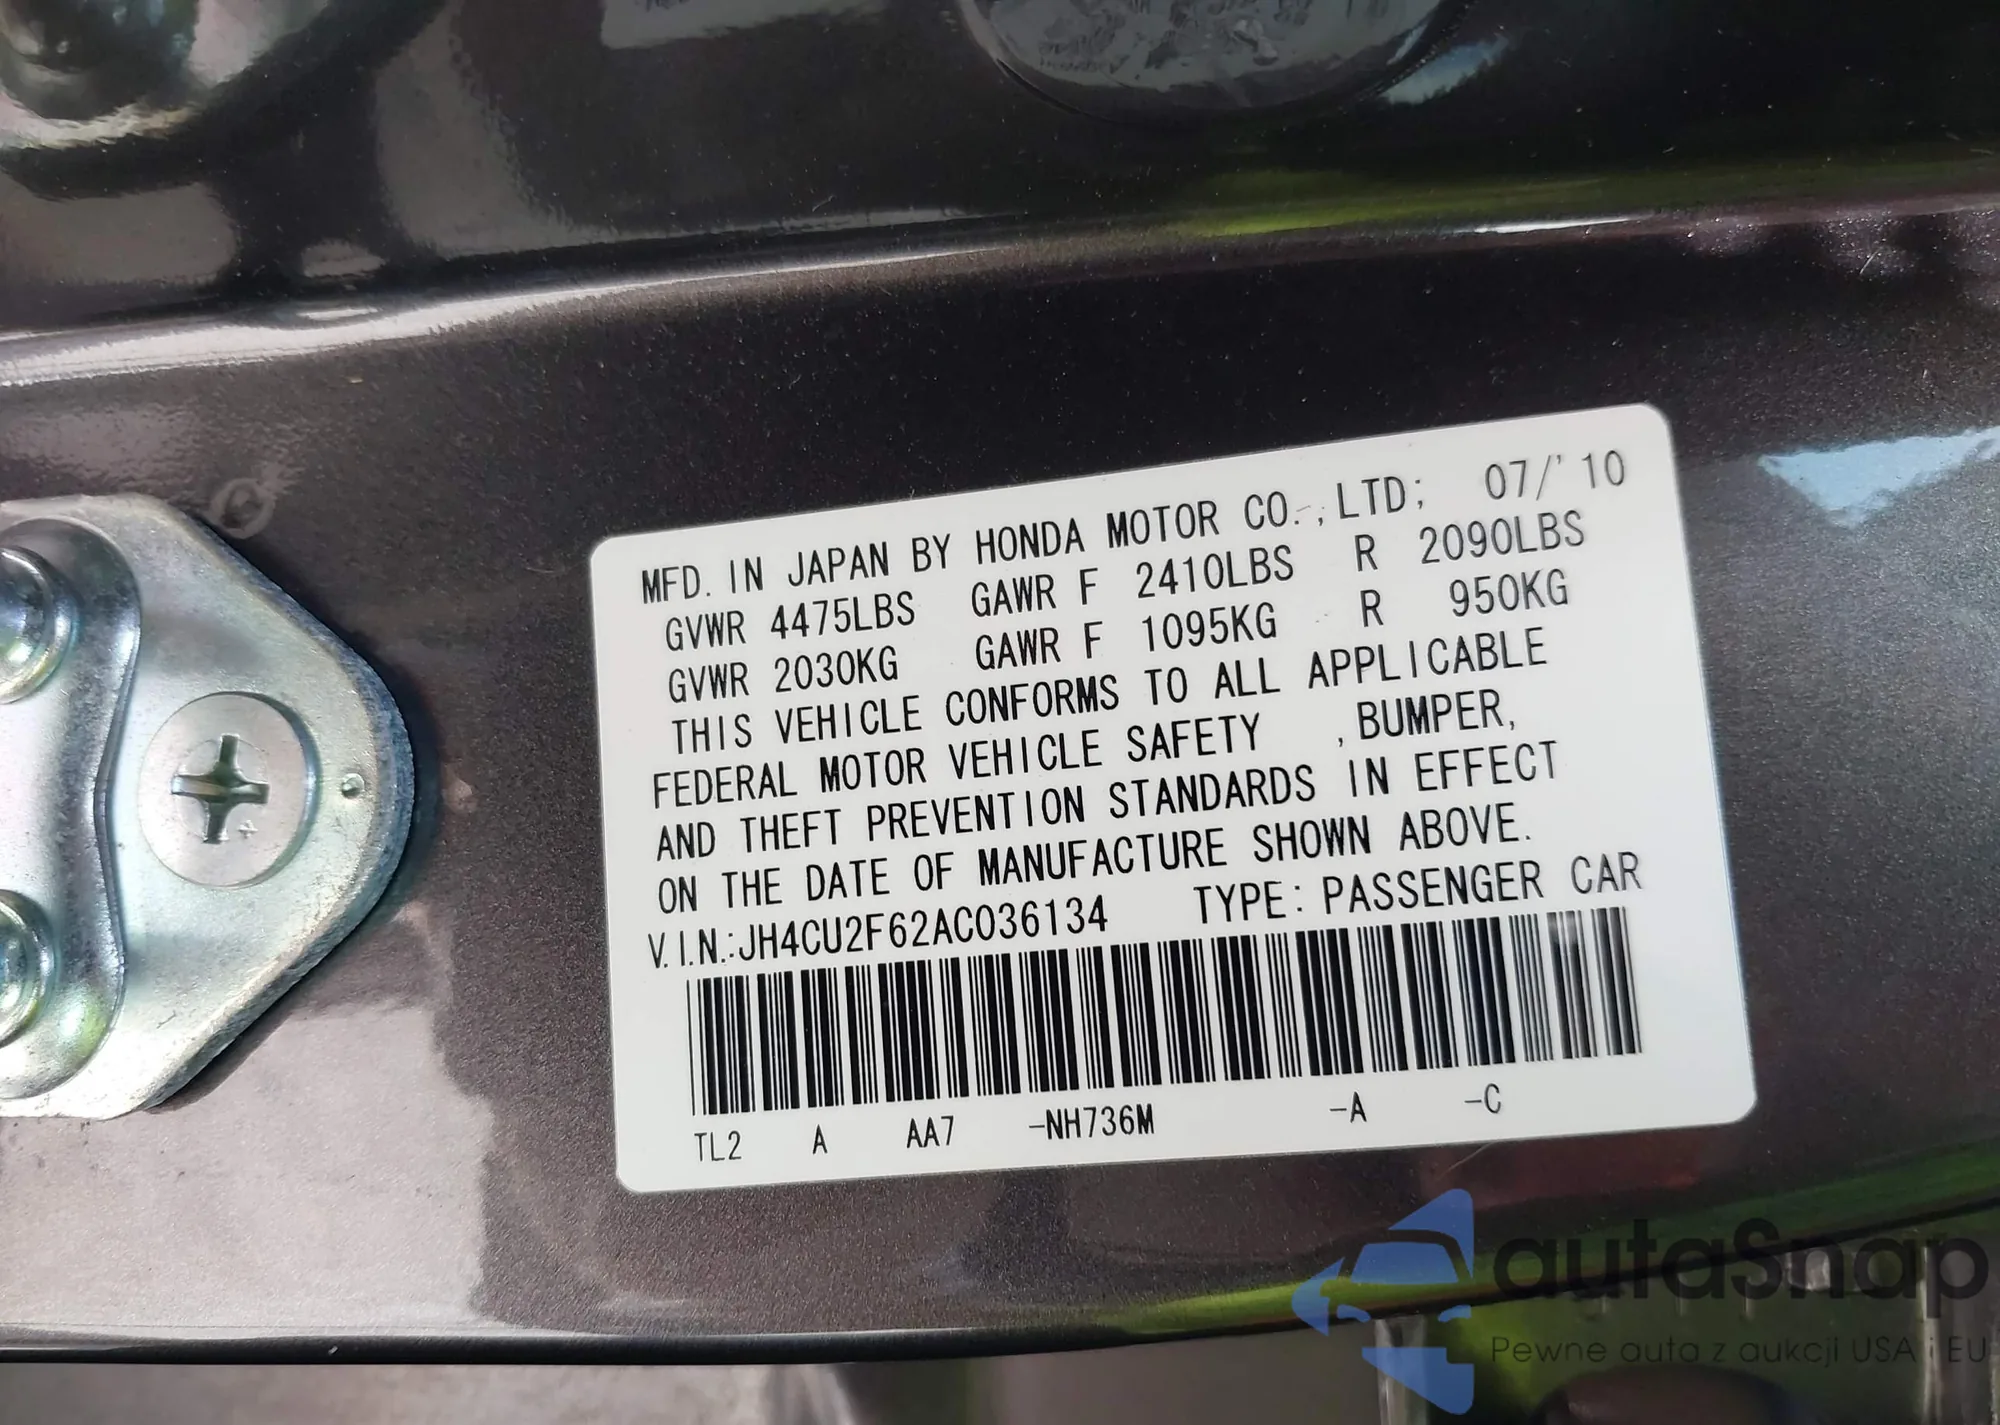 MFD. IN JAPAN BY HONDA MOTOR CO.,LTD; 07/'10
GVWR 4475LBS GAWR F 2410LBS R 2090LBS
GVWR 2030KG GAWR F 1095KG R 950KG
THIS VEHICLE CONFORMS TO ALL APPLICABLE
FEDERAL MOTOR VEHICLE SAFETY ,BUMPER,
AND THEFT PREVENTION STANDARDS IN EFFECT
ON THE DATE OF MANUFACTURE SHOWN ABOVE.
V.I.N.:JH4CU2F62AC036134 TYPE:PASSENGER CAR
TL2 A AA7 -NH736M -A -C
autaSnap
Pewne auta z aukcji USA i EU